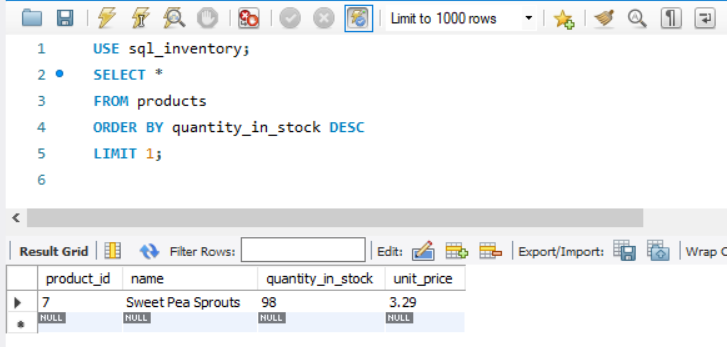 Limit to 1000 rows
1 USE sql_inventory;
2 SELECT *
3 FROM products
4 ORDER BY quantity_in_stock DESC
5 LIMIT 1;
6
Result Grid Filter Rows: Edit: Export/Import: Wrap C
product_id name quantity_in_stock unit_price
7 Sweet Pea Sprouts 98 3.29
NULL NULL NULL NULL